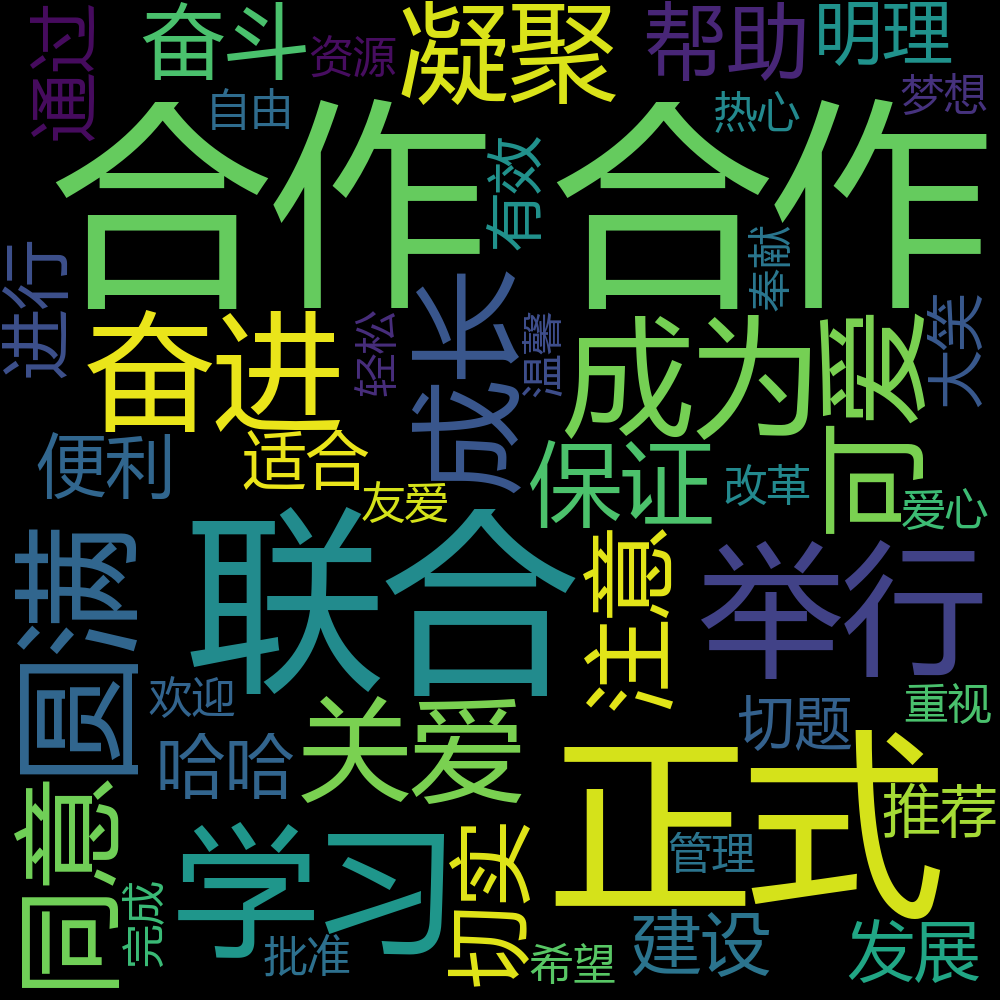 通过
奋斗
资源
凝聚
帮助
明理
自由
热心
梦想
合作 合作
有效
进行
奉献
奋进
轻松
成长
温馨
成为
可爱
大笑
便利
适合
友爱
保证
改革
爱心
圆满
联合
注意
举行
欢迎
哈哈
关爱
切题
重视
正式
推荐
同意
完成
学习
批准
切实
希望
管理
建设
发展